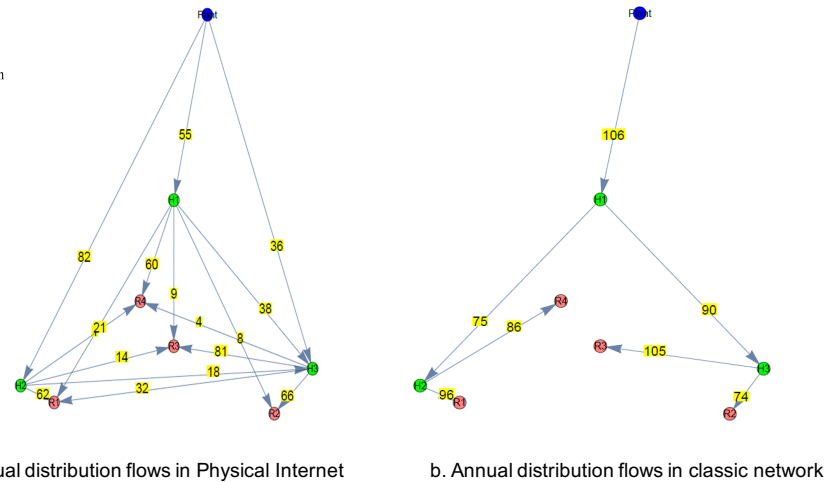 Plant
Plant
n
55
106
H1
H1
82
36
60
9
R4
R4
38
75
90
21
4
86
8
R3
R3
105
14
81
18
H3
H3
H2
H2
62
32
66
96
74
R1
R1
R2
R2
ual distribution flows in Physical Internet
b. Annual distribution flows in classic network